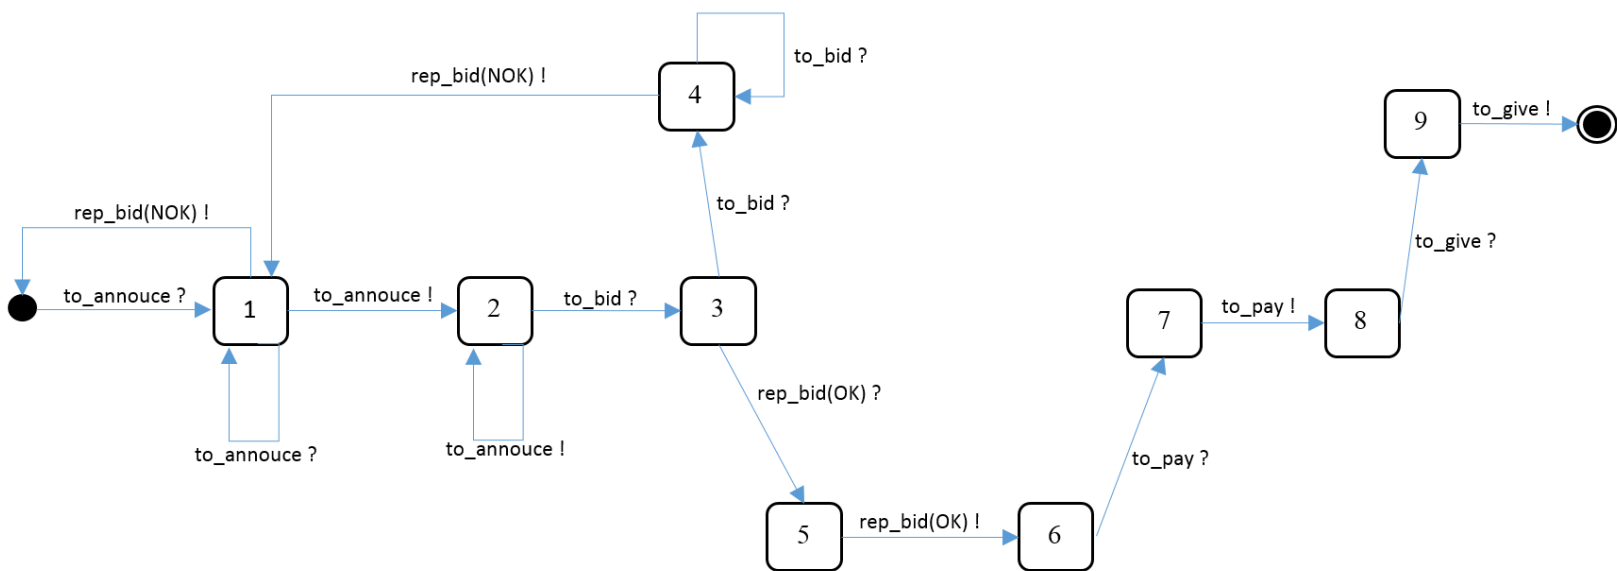 to_bid ?
rep_bid(NOK) !
4
9
to_give !
to_bid ?
rep_bid(NOK) !
to_give ?
to_annouce ?
1
to_annouce !
2
to_bid ?
3
7
to_pay !
8
rep_bid(OK) ?
to_annouce ?
to_annouce !
to_pay ?
5
rep_bid(OK) !
6